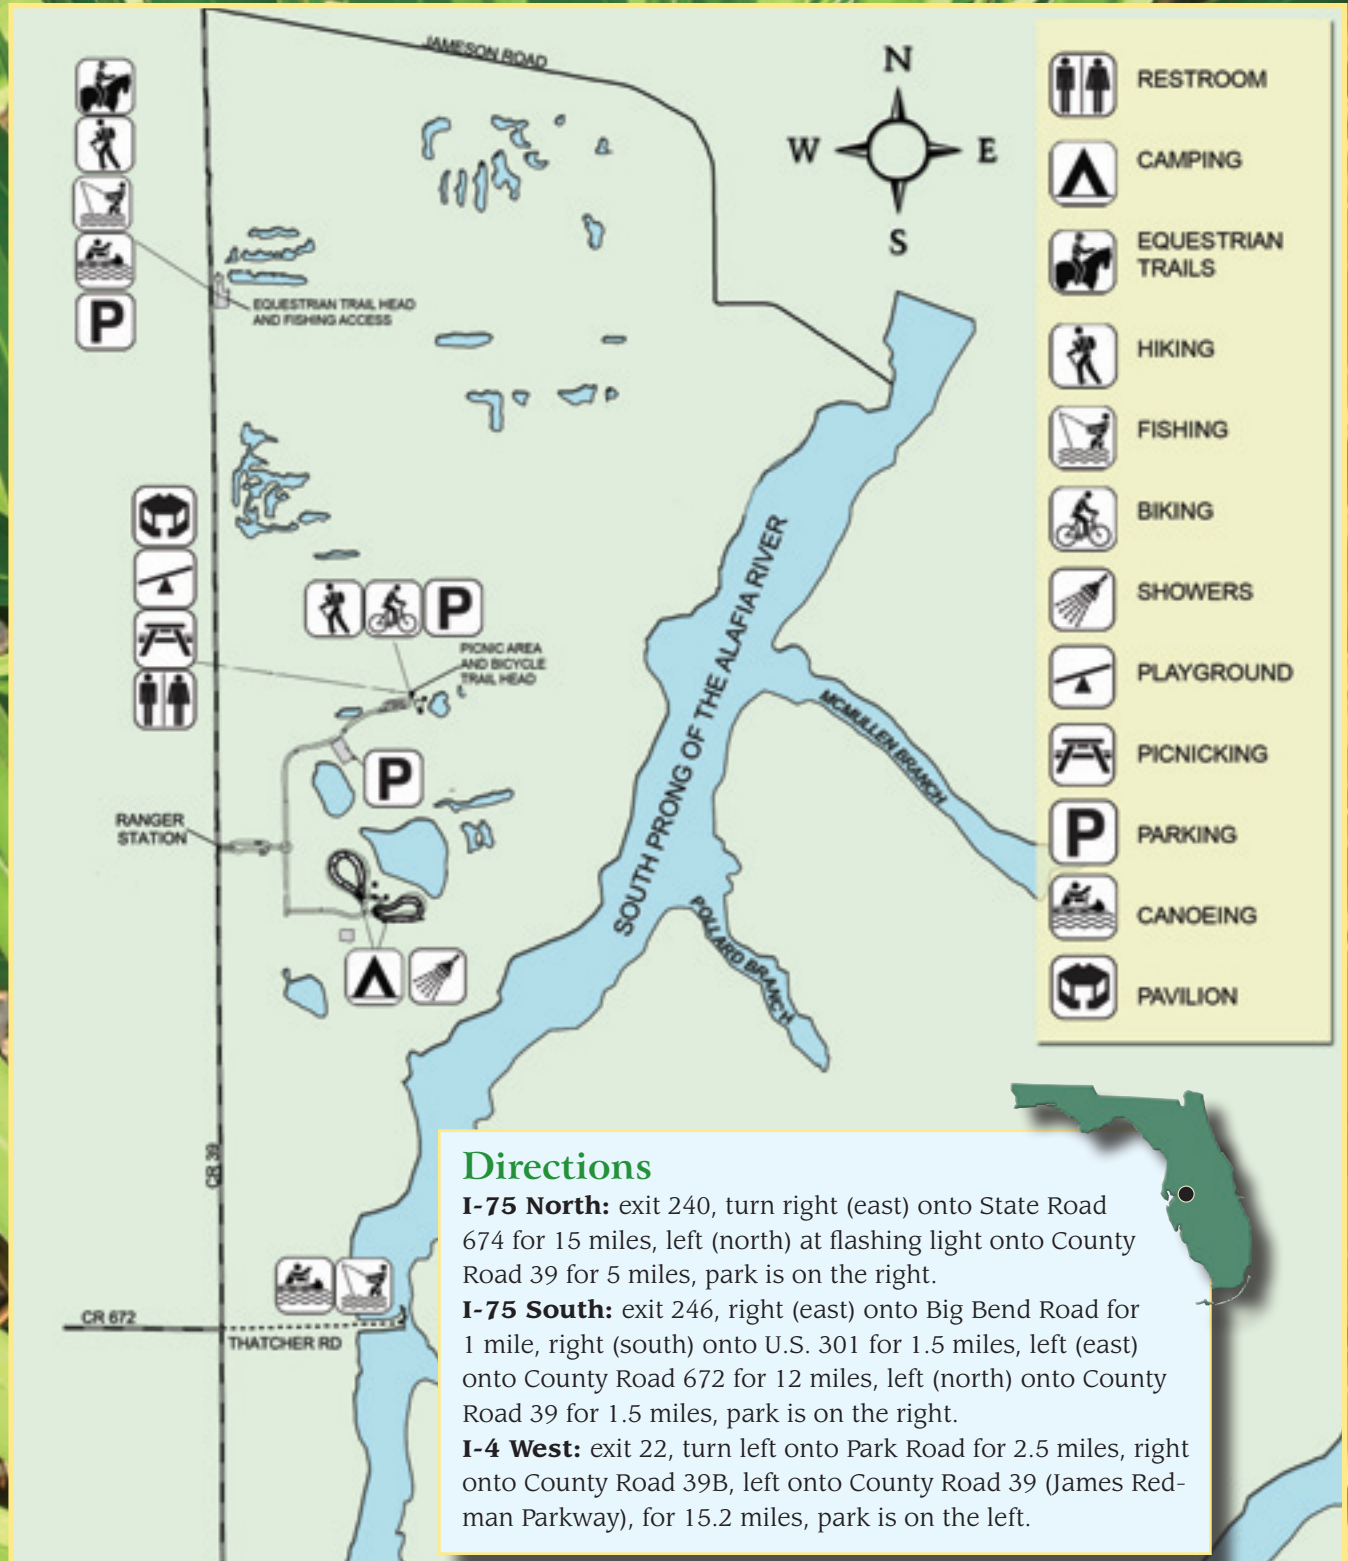 JAMESON ROAD
N
W E
S
P
EQUESTRIAN TRAIL HEAD
AND FISHING ACCESS
P
PICNIC AREA
AND BICYCLE
TRAIL HEAD
P
RANGER
STATION
SOUTH PRONG OF THE ALAFIA RIVER
MCMULLEN BRANCH
POLLARD BRANCH
CR 39
CR 672
THATCHER RD
RESTROOM
CAMPING
EQUESTRIAN
TRAILS
HIKING
FISHING
BIKING
SHOWERS
PLAYGROUND
PICNICKING
P PARKING
CANOEING
PAVILION
Directions
I-75 North: exit 240, turn right (east) onto State Road
674 for 15 miles, left (north) at flashing light onto County
Road 39 for 5 miles, park is on the right.
I-75 South: exit 246, right (east) onto Big Bend Road for
1 mile, right (south) onto U.S. 301 for 1.5 miles, left (east)
onto County Road 672 for 12 miles, left (north) onto County
Road 39 for 1.5 miles, park is on the right.
I-4 West: exit 22, turn left onto Park Road for 2.5 miles, right
onto County Road 39B, left onto County Road 39 (James Red-
man Parkway), for 15.2 miles, park is on the left.